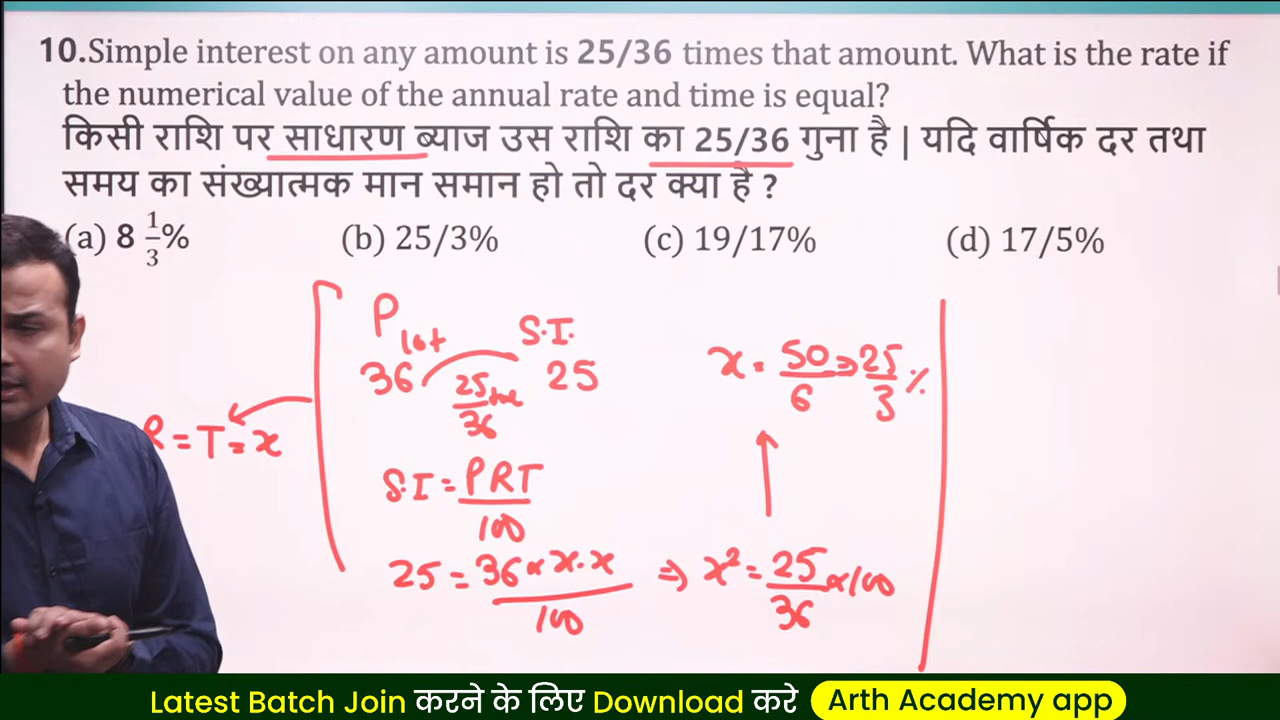 10.Simple interest on any amount is 25/36 times that amount. What is the rate if
the numerical value of the annual rate and time is equal?
किसी राशि पर साधारण ब्याज उस राशि का 25/36 गुना है | यदि वार्षिक दर तथा
समय का संख्यात्मक मान समान हो तो दर क्या है ?
(a) 8 1/3% (b) 25/3% (c) 19/17% (d) 17/5%
P S.I.
36 25/36 25
R = T = x
S.I = PRT/100
25 = 36 × x · x/100 ⇒ x² = 25/36 × 100
x = 50/6 ⇒ 25/3 %
Latest Batch Join करने के लिए Download करे Arth Academy app